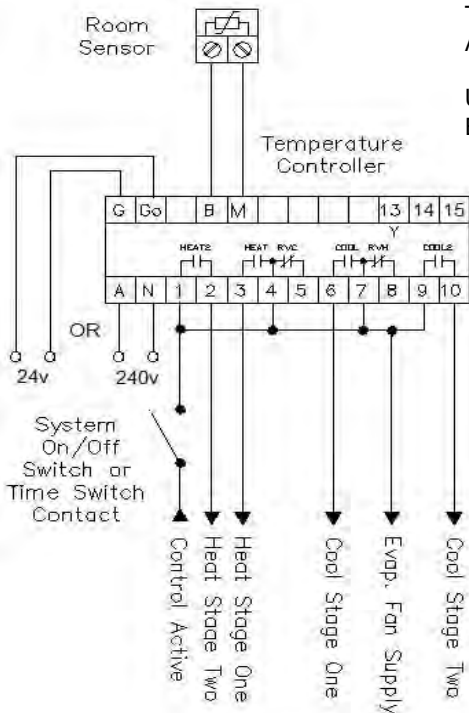 Room
Sensor
Temperature
Controller
G Go B M 13 14 15
Y
HEAT2 HEAT RVC COOL RVH COOL2
A N 1 2 3 4 5 6 7 8 9 10
OR
24v 240v
System
On/Off
Switch or
Time Switch
Contact
Control Active
Heat Stage Two
Heat Stage One
Cool Stage One
Evap. Fan Supply
Cool Stage Two